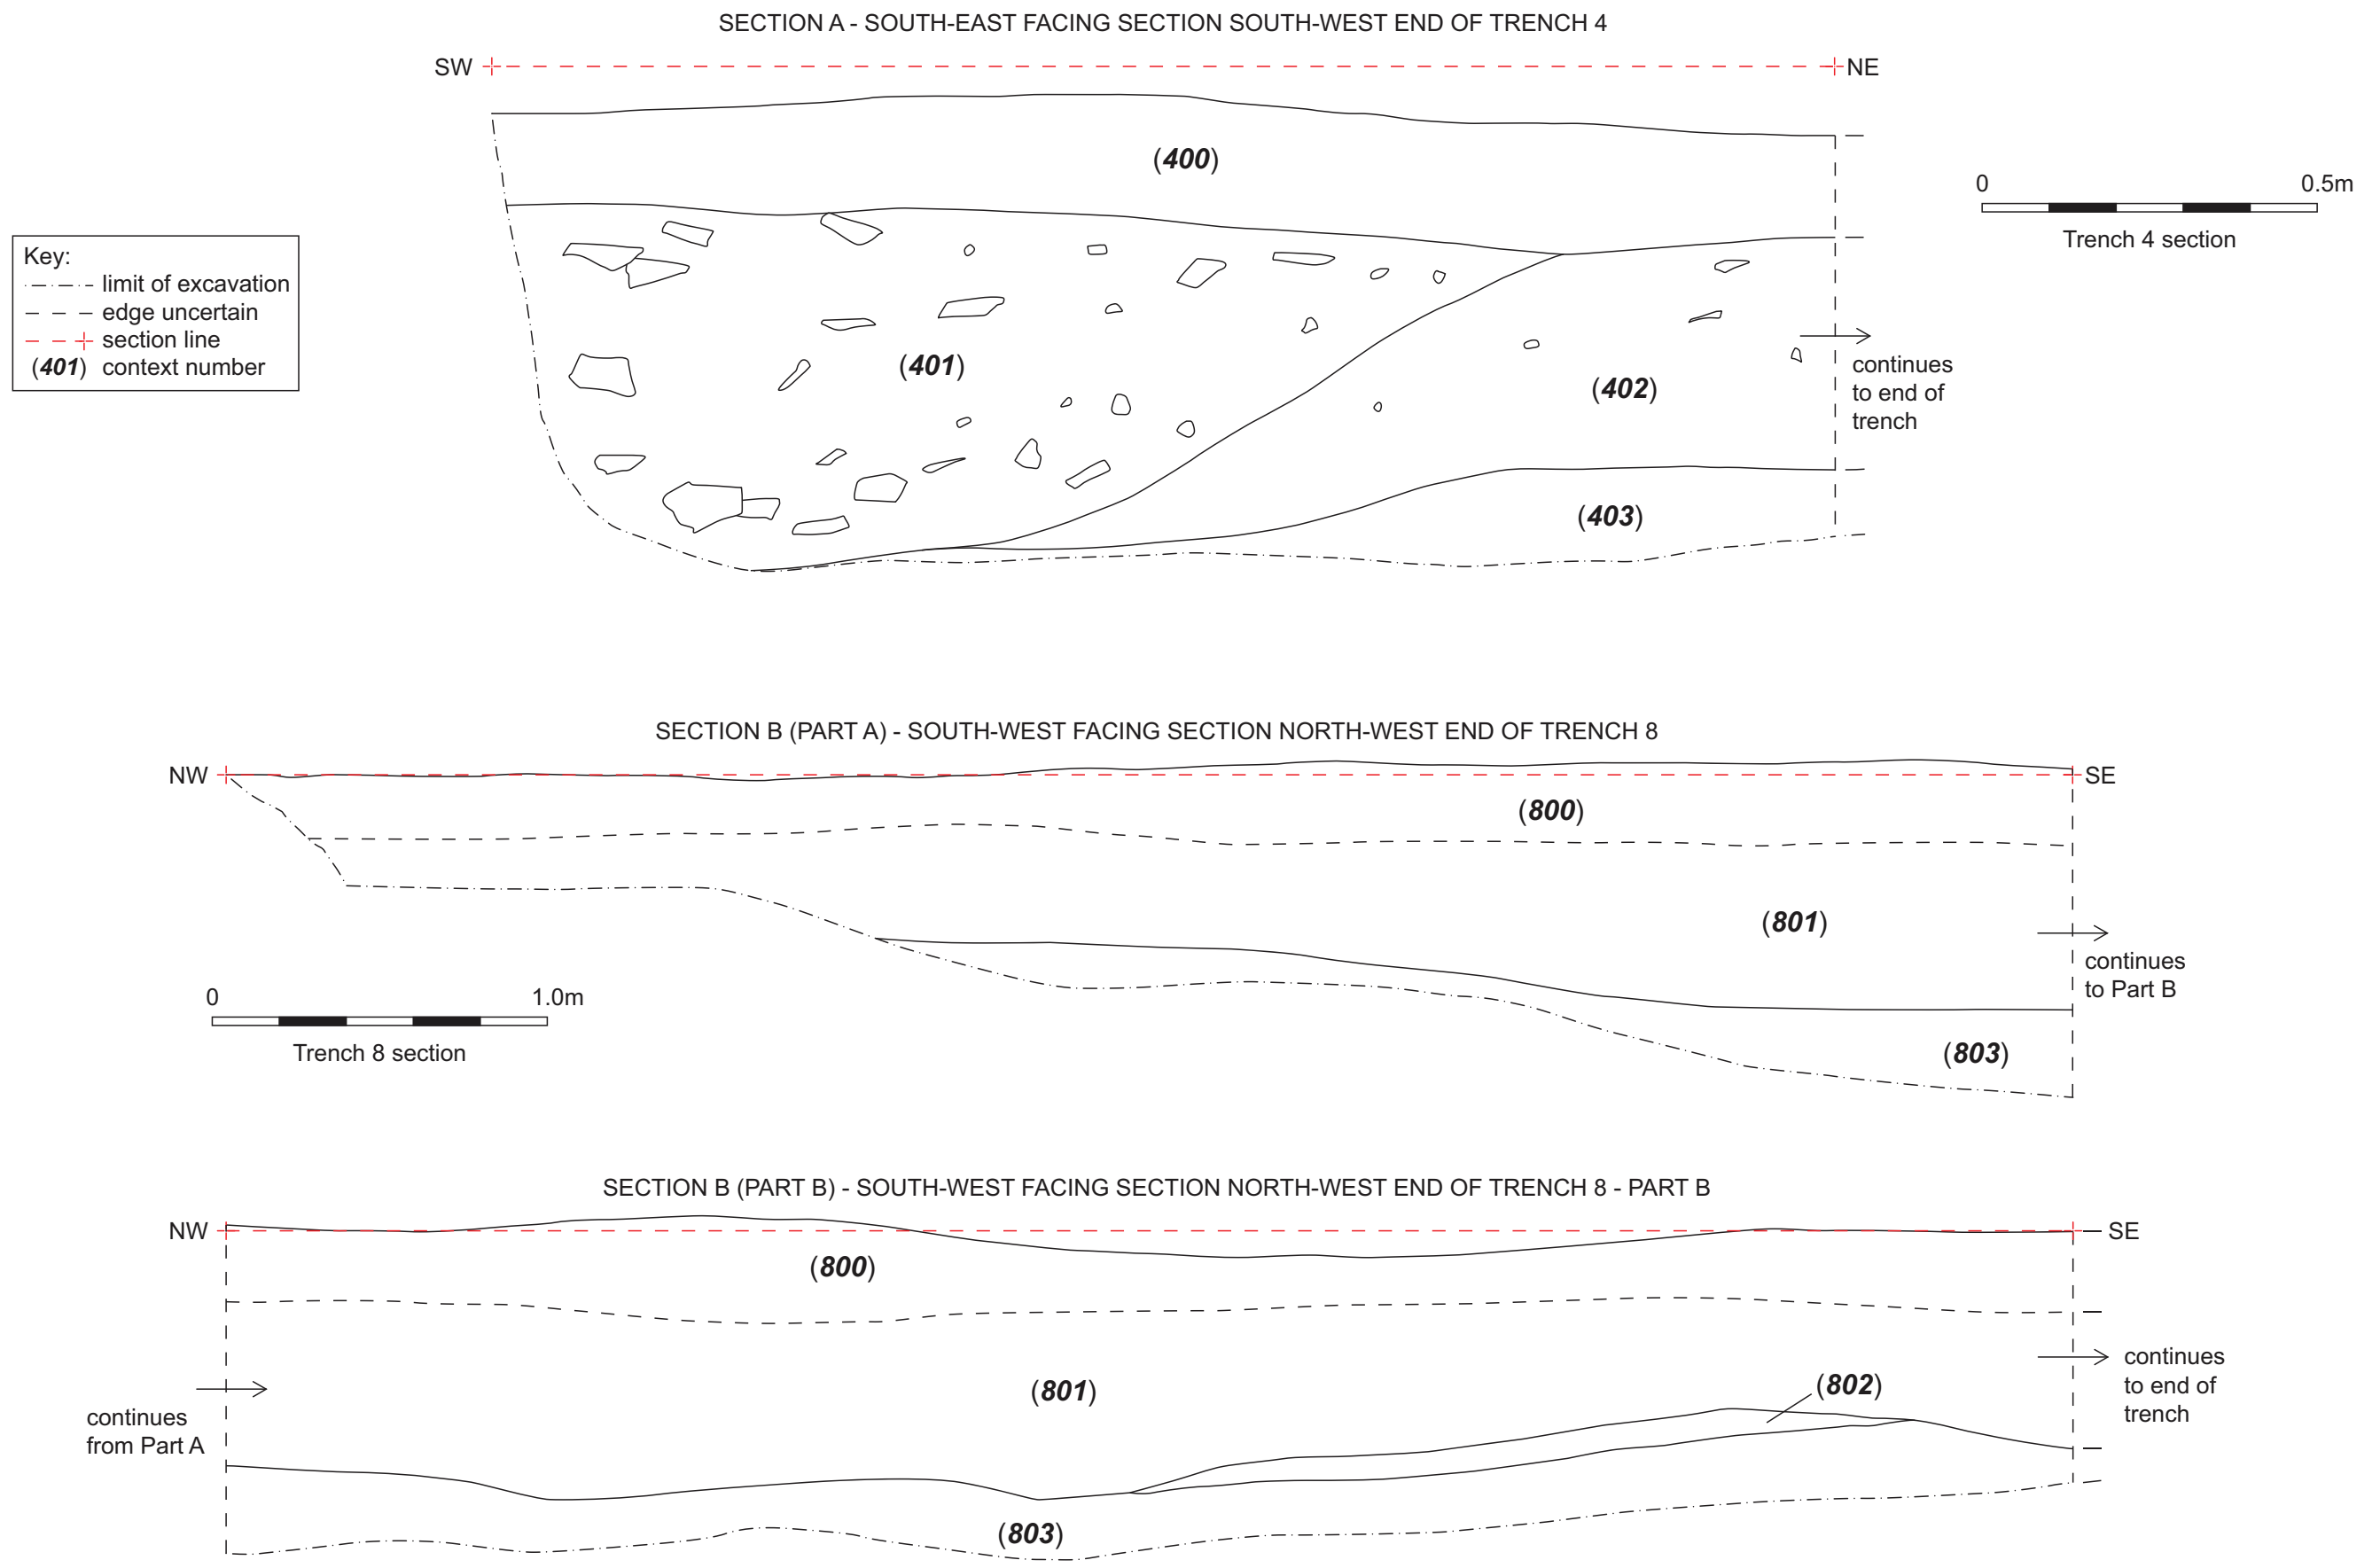 SECTION A - SOUTH-EAST FACING SECTION SOUTH-WEST END OF TRENCH 4
SW
NE
(400)
0
0.5m
Trench 4 section
Key:
limit of excavation
edge uncertain
section line
(401) context number
(401)
(402)
continues
to end of
trench
(403)
SECTION B (PART A) - SOUTH-WEST FACING SECTION NORTH-WEST END OF TRENCH 8
NW
SE
(800)
(801)
continues
to Part B
0
1.0m
Trench 8 section
(803)
SECTION B (PART B) - SOUTH-WEST FACING SECTION NORTH-WEST END OF TRENCH 8 - PART B
NW
SE
(800)
(801)
(802)
continues
to end of
trench
continues
from Part A
(803)